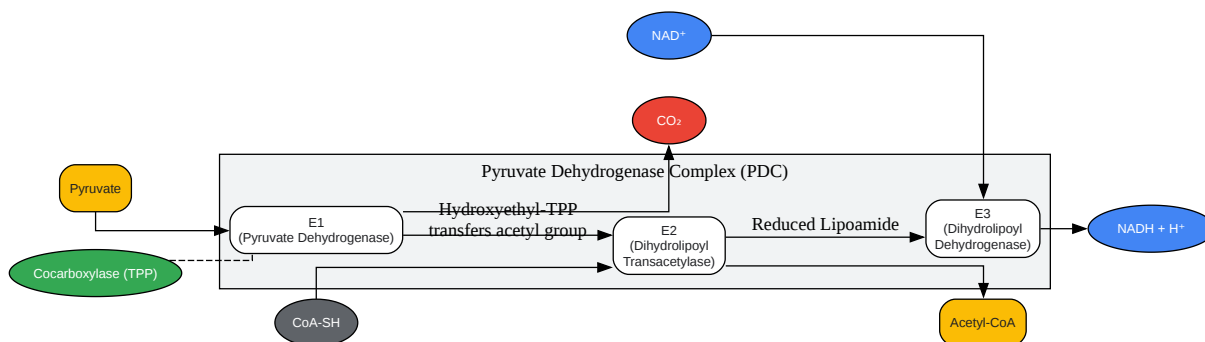 NAD⁺
CO₂
Pyruvate Dehydrogenase Complex (PDC)
Pyruvate
E1
(Pyruvate Dehydrogenase)
Hydroxyethyl-TPP
transfers acetyl group
E2
(Dihydrolipoyl
Transacetylase)
Reduced Lipoamide
E3
(Dihydrolipoyl
Dehydrogenase)
NADH + H⁺
Cocarboxylase (TPP)
CoA-SH
Acetyl-CoA